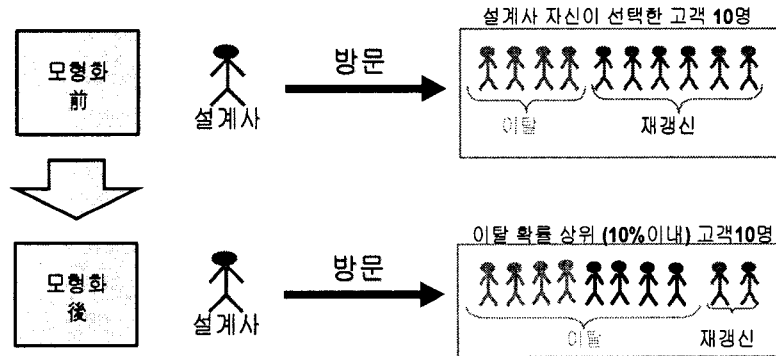 설계사 자신이 선택한 고객 10명
모형화
前
방문
설계사
이탈
재갱신
이탈 확률 상위 (10%이내) 고객10명
모형화
後
방문
설계사
이탈
재갱신